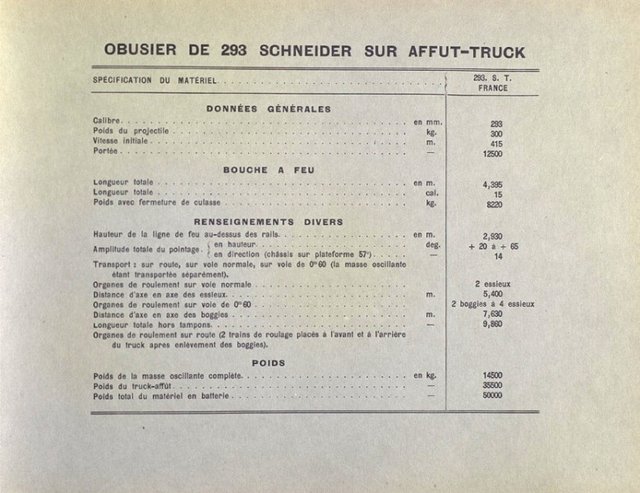 OBUSIER DE 293 SCHNEIDER SUR AFFUT-TRUCK
SPÉCIFICATION DU MATÉRIEL
293. S. T.
FRANCE
DONNÉES GÉNÉRALES
Calibre. en mm. 293
Poids du projectile kg. 300
Vitesse initiale m. 415
Portée — 12500
BOUCHE A FEU
Longueur totale en m. 4,395
Longueur totale cal. 15
Poids avec fermeture de culasse kg. 8220
RENSEIGNEMENTS DIVERS
Hauteur de la ligne de feu au-dessus des rails. en m. 2,930
Amplitude totale du pointage. { en hauteur. deg. + 20 à + 65
en direction (châssis sur plateforme 57°) — 14
Transport : sur route, sur voie normale, sur voie de 0m60 (la masse oscillante
étant transportée séparément).
Organes de roulement sur voie normale 2 essieux
Distance d'axe en axe des essieux. m. 5,400
Organes de roulement sur voie de 0m60 2 boggies à 4 essieux
Distance d'axe en axe des boggies m. 7,630
Longueur totale hors tampons. — 9,860
Organes de roulement sur route (2 trains de roulage placés à l'avant et à l'arrière
du truck après enlèvement des boggies).
POIDS
Poids de la masse oscillante complète. en kg. 14500
Poids du truck-affût. — 35500
Poids total du matériel en batterie — 50000